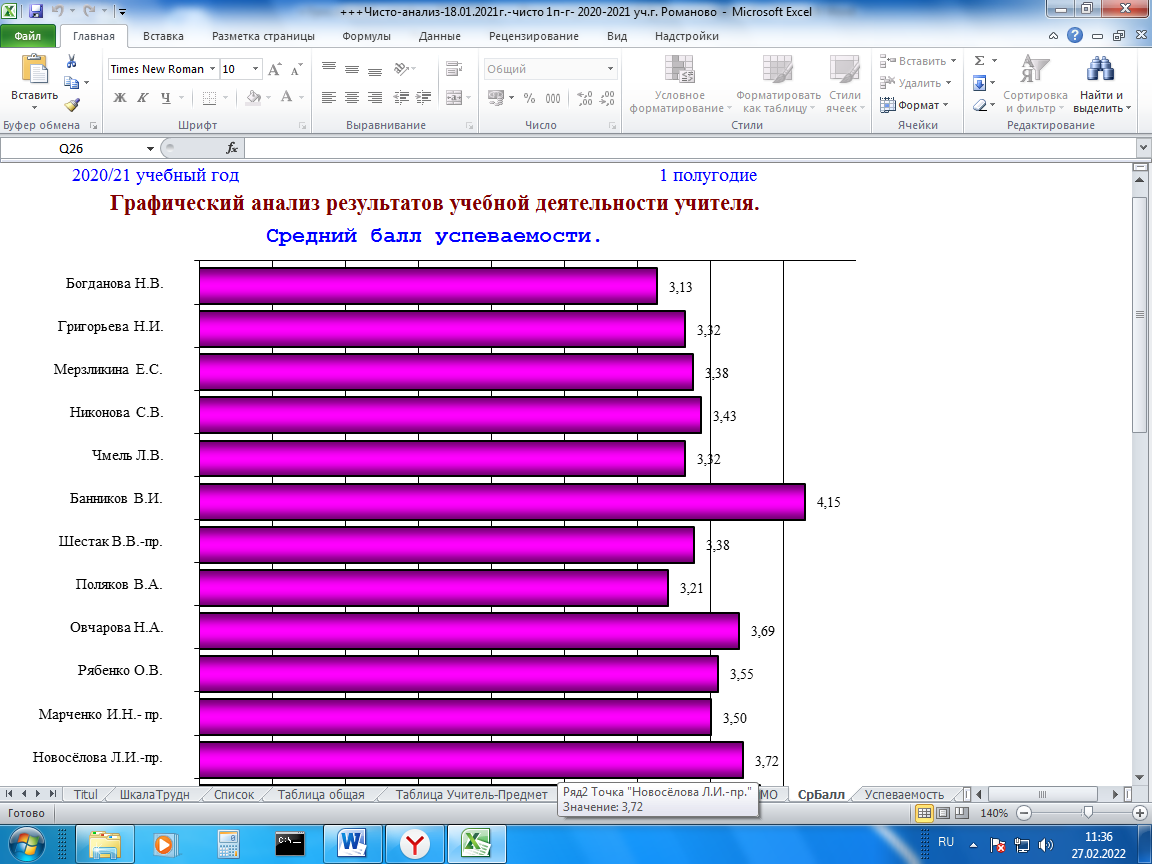 +++Чисто-анализ-18.01.2021г.-чисто 1п-г- 2020-2021 уч.г. Романово - Microsoft Excel
Файл Главная Вставка Разметка страницы Формулы Данные Рецензирование Вид Надстройки
Вставить
Буфер обмена
Times New Roman 10
Ж К Ч
Шрифт
Выравнивание
Общий
% 000
Число
Условное форматирование
Форматировать как таблицу
Стили ячеек
Стили
Вставить
Удалить
Формат
Ячейки
Сортировка и фильтр
Найти и выделить
Редактирование
Q26 fx
2020/21 учебный год 1 полугодие
Графический анализ результатов учебной деятельности учителя.
Средний балл успеваемости.
Богданова Н.В. 3,13
Григорьева Н.И. 3,32
Мерзликина Е.С. 3,38
Никонова С.В. 3,43
Чмель Л.В. 3,32
Банников В.И. 4,15
Шестак В.В.-пр. 3,38
Поляков В.А. 3,21
Овчарова Н.А. 3,69
Рябенко О.В. 3,55
Марченко И.Н.- пр. 3,50
Новосёлова Л.И.-пр. 3,72
Titul ШкалаТрудн Список Таблица общая Таблица Учитель-Предмет МО СрБалл Успеваемость
Ряд2 Точка "Новосёлова Л.И.-пр."
Значение: 3,72
Готово 140%
RU 11:36
27.02.2022